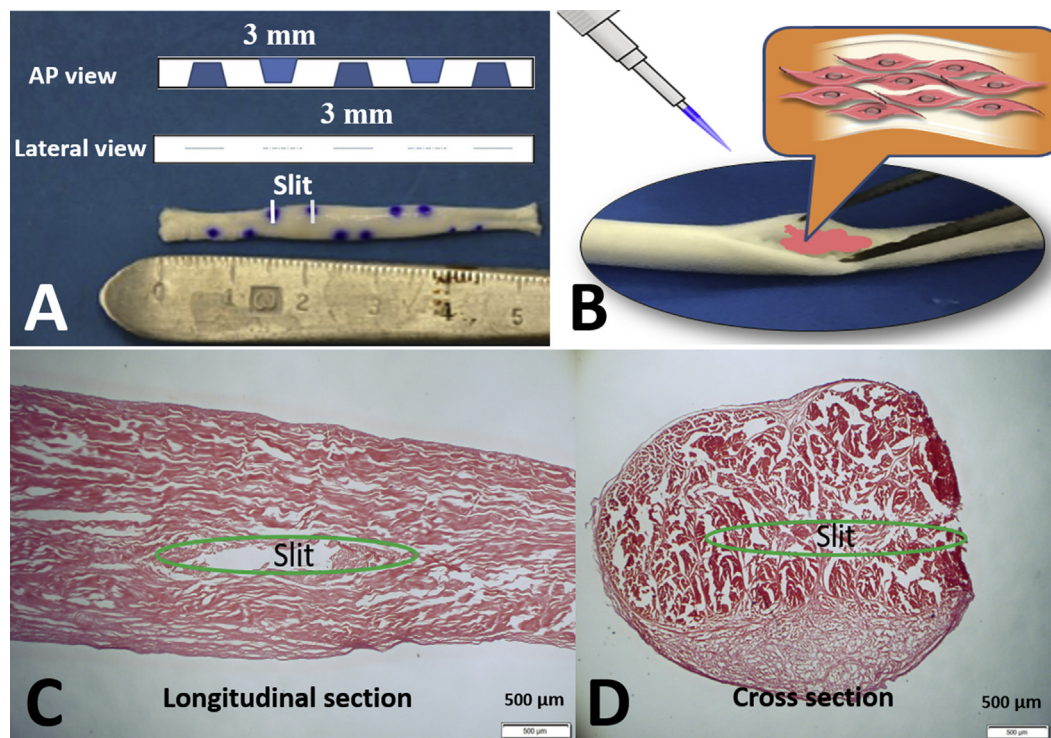 3 mm
AP view
3 mm
Lateral view
Slit
0 1 2 3 4 5
A
B
Slit
C
Longitudinal section
500 μm
500 μm
Slit
D
Cross section
500 μm
500 μm